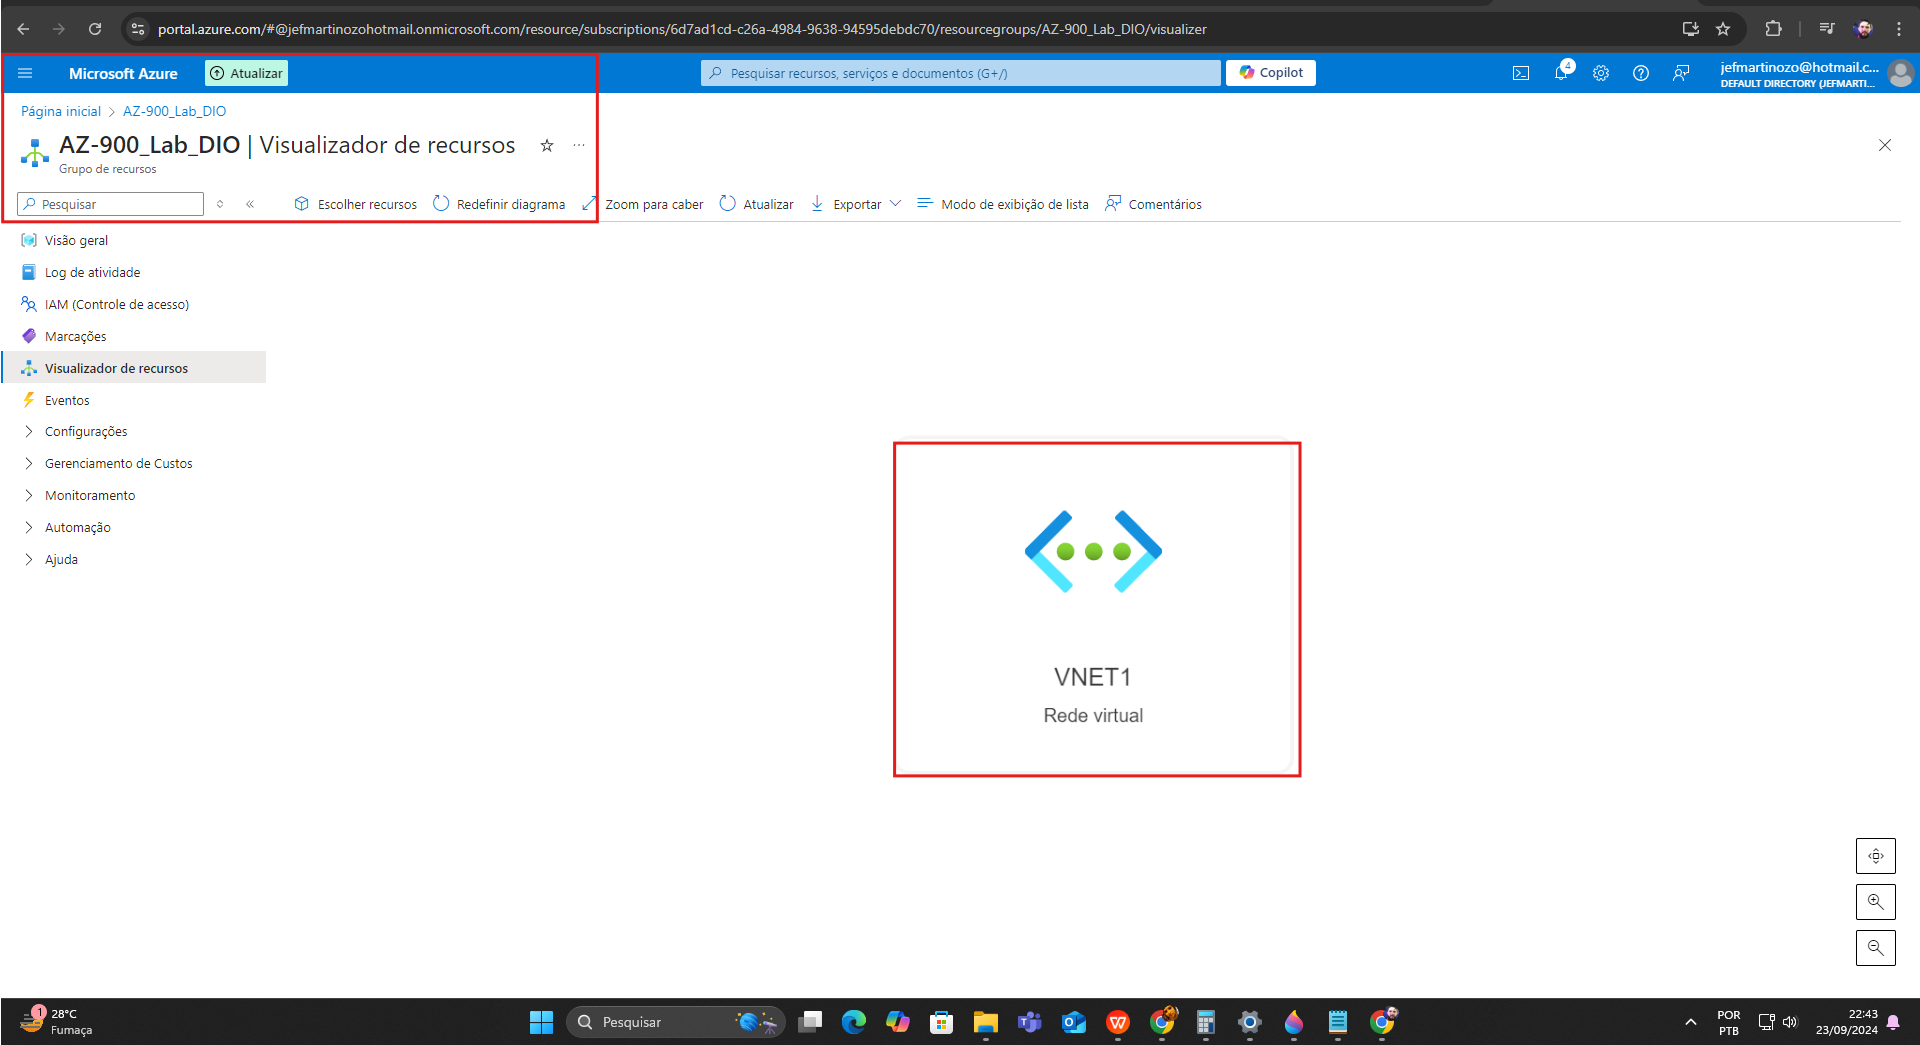 portal.azure.com/#@jefmartinozohotmail.onmicrosoft.com/resource/subscriptions/6d7ad1cd-c26a-4984-9638-94595debdc70/resourcegroups/AZ-900_Lab_DIO/visualizer
Microsoft Azure
Atualizar
Pesquisar recursos, serviços e documentos (G+/)
Copilot
4
jefmartinozo@hotmail.c...
DEFAULT DIRECTORY (JEFMARTI...
Página inicial > AZ-900_Lab_DIO
AZ-900_Lab_DIO | Visualizador de recursos
Grupo de recursos
Pesquisar
Escolher recursos
Redefinir diagrama
Zoom para caber
Atualizar
Exportar
Modo de exibição de lista
Comentários
Visão geral
Log de atividade
IAM (Controle de acesso)
Marcações
Visualizador de recursos
Eventos
Configurações
Gerenciamento de Custos
Monitoramento
Automação
Ajuda
VNET1
Rede virtual
1
28°C
Fumaça
Pesquisar
POR
PTB
22:43
23/09/2024